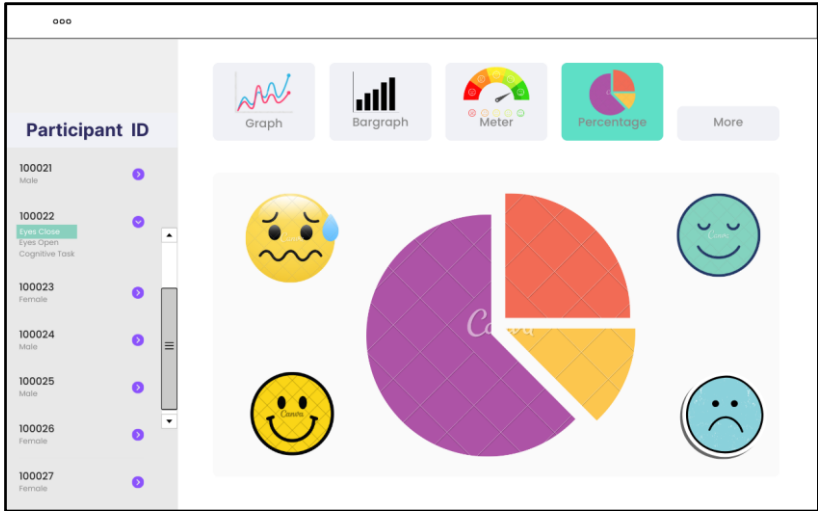 Participant ID
100021
Male
100022
Eyes Close
Eyes Open
Cognitive Task
100023
Female
100024
Male
100025
Male
100026
Female
100027
Female
Graph
Bargraph
Meter
Percentage
More
Canva
Canva
Canva